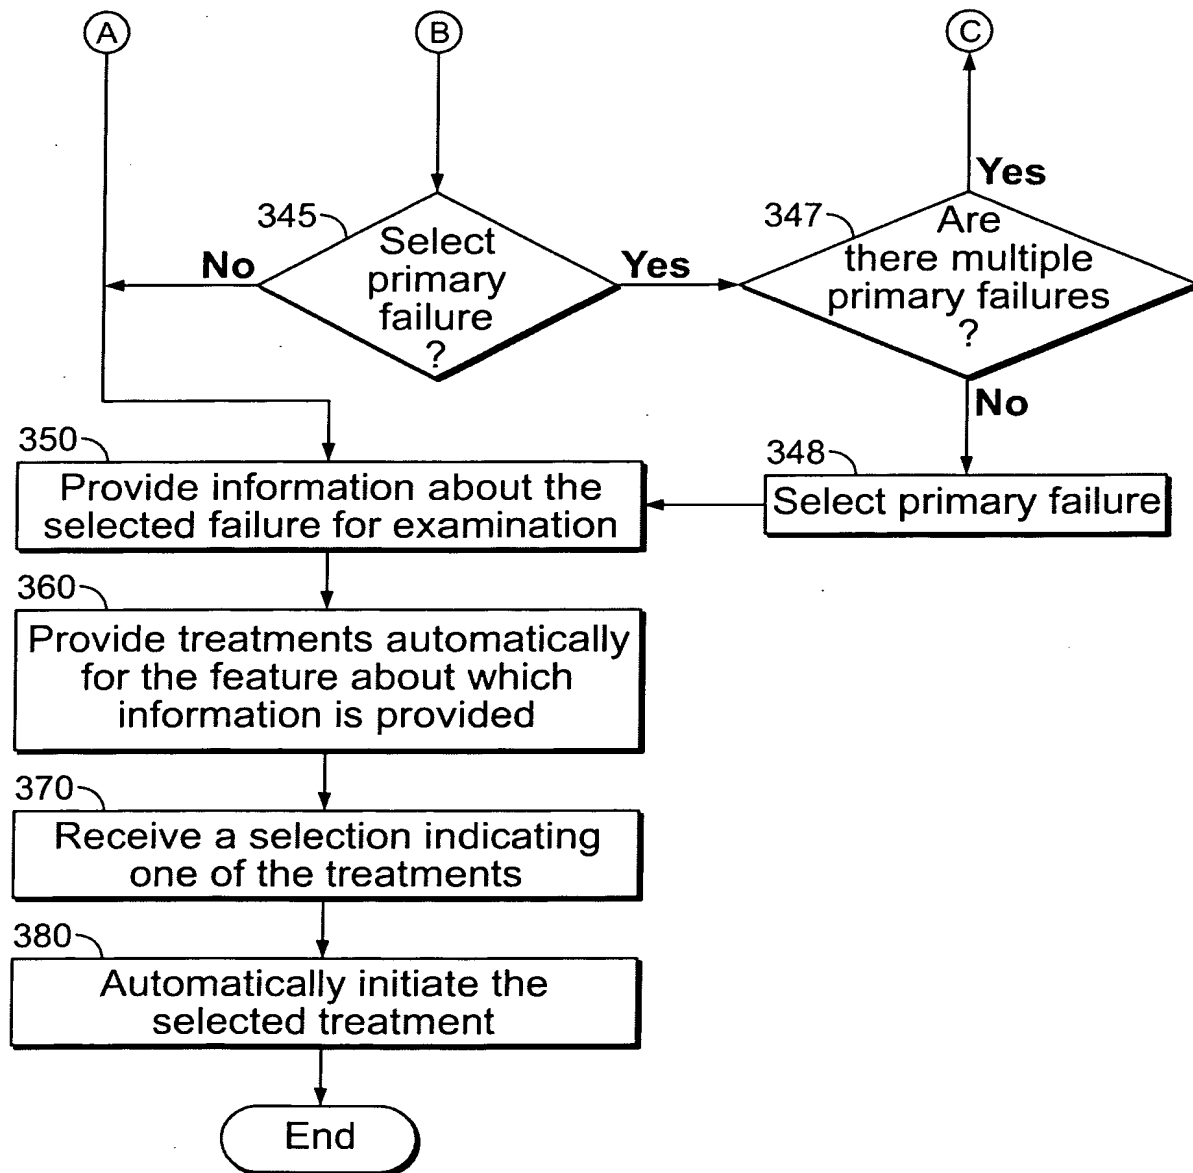 A
B
C
Yes
345
347
Select
primary
failure
?
No
Yes
Are
there multiple
primary failures
?
No
350
348
Provide information about the
selected failure for examination
Select primary failure
360
Provide treatments automatically
for the feature about which
information is provided
370
Receive a selection indicating
one of the treatments
380
Automatically initiate the
selected treatment
End